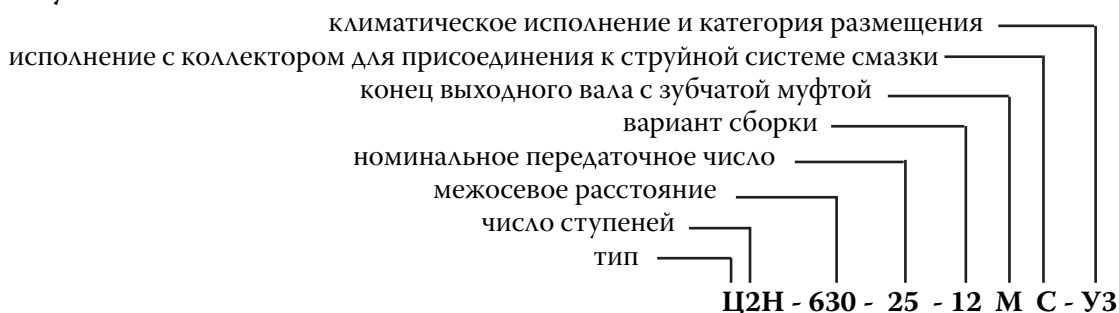 климатическое исполнение и категория размещения
исполнение с коллектором для присоединения к струйной системе смазки
конец выходного вала с зубчатой муфтой
вариант сборки
номинальное передаточное число
межосевое расстояние
число ступеней
тип
Ц2Н - 630 - 25 - 12 М С - У3